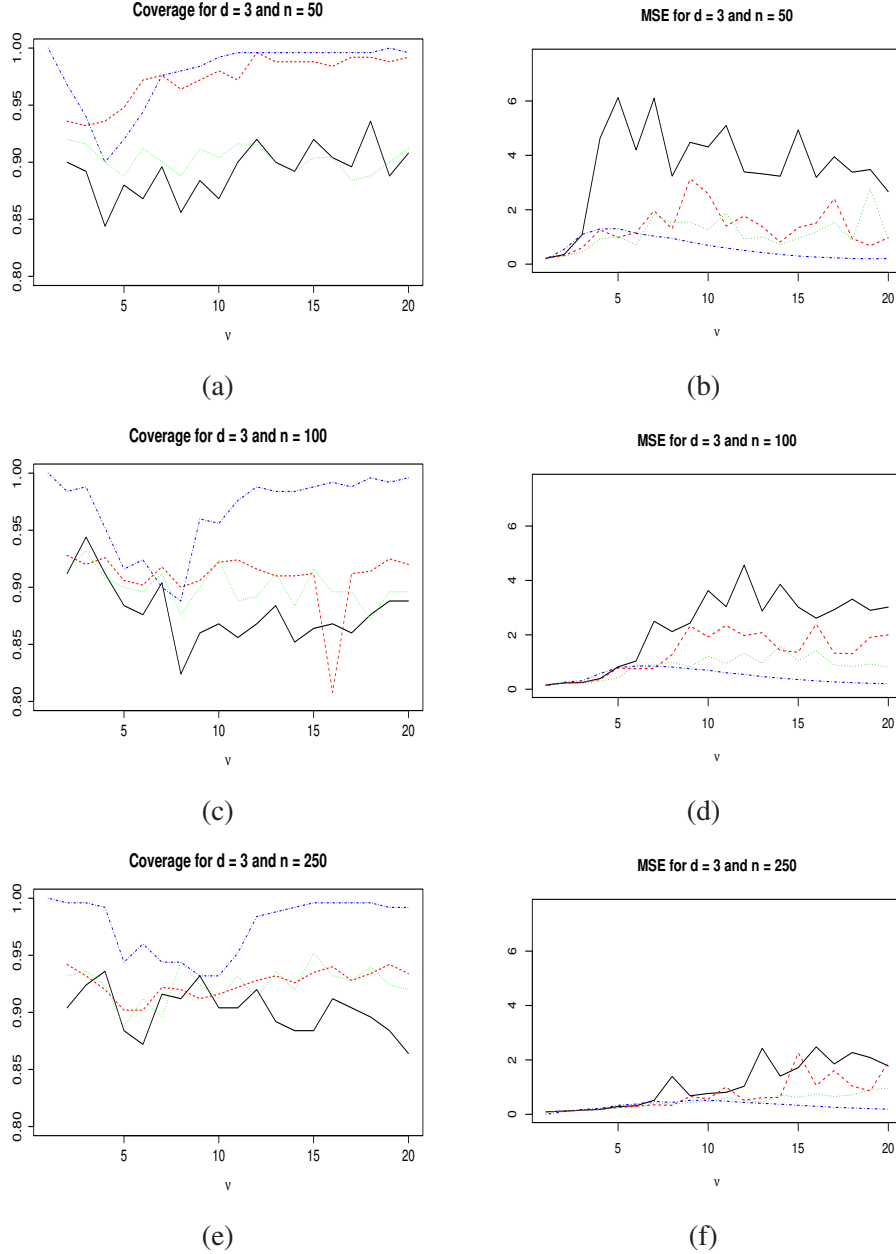 Coverage for d = 3 and n = 50
0.80 0.85 0.90 0.95 1.00
5 10 15 20
ν
(a)
MSE for d = 3 and n = 50
0 2 4 6
5 10 15 20
ν
(b)
Coverage for d = 3 and n = 100
0.80 0.85 0.90 0.95 1.00
5 10 15 20
ν
(c)
MSE for d = 3 and n = 100
0 2 4 6
5 10 15 20
ν
(d)
Coverage for d = 3 and n = 250
0.80 0.85 0.90 0.95 1.00
5 10 15 20
ν
(e)
MSE for d = 3 and n = 250
0 2 4 6
5 10 15 20
ν
(f)